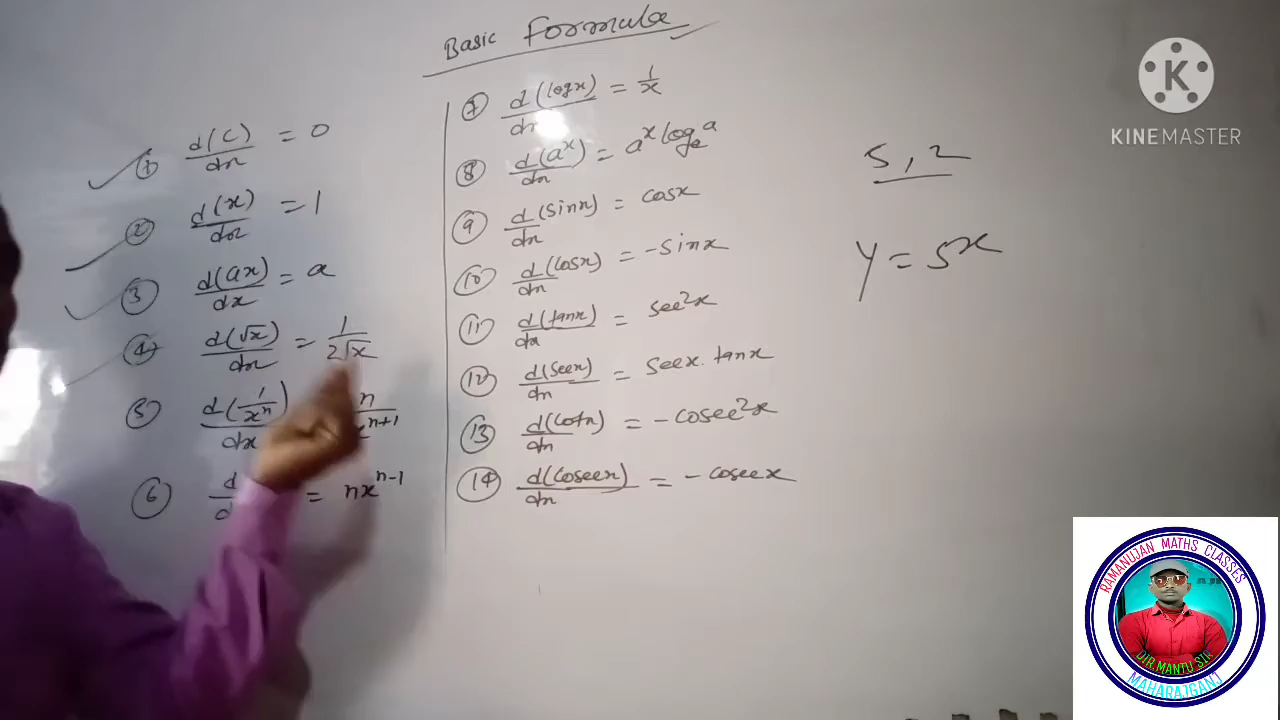 Basic Formula
① d(c)/dx = 0
② d(x)/dx = 1
③ d(ax)/dx = a
④ d(√x)/dx = 1/2√x
⑤ d(1/xⁿ)/dx n/xⁿ⁺¹
⑥ d/d = nxⁿ⁻¹
⑦ d(logx)/dx = 1/x
⑧ d(aˣ)/dx = aˣ logₑa
⑨ d/dx (sinx) = cosx
⑩ d/dx (cosx) = -sinx
⑪ d(tanx)/dx = sec²x
⑫ d(secx)/dx = secx.tanx
⑬ d(cotx)/dx = -cosec²x
⑭ d(cosecx)/dx = -cosecx
5, 2
y = 5x
K
KINEMASTER
RAMANUJAN MATHS CLASSES
DIR MANTU SIR
MAHARAJGANJ